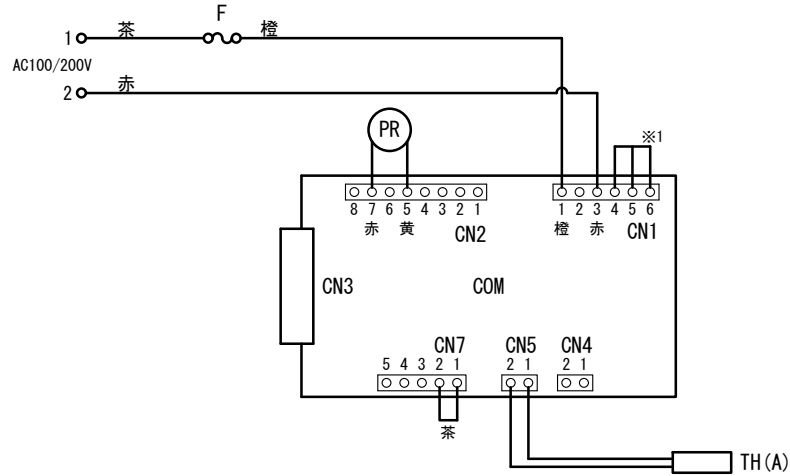 F
1 茶 橙
AC100/200V
2 赤
PR
※1
8 7 6 5 4 3 2 1
赤 黄
CN2
1 2 3 4 5 6
橙 赤
CN1
CN3
COM
CN7
5 4 3 2 1
茶
CN5
2 1
CN4
2 1
TH(A)